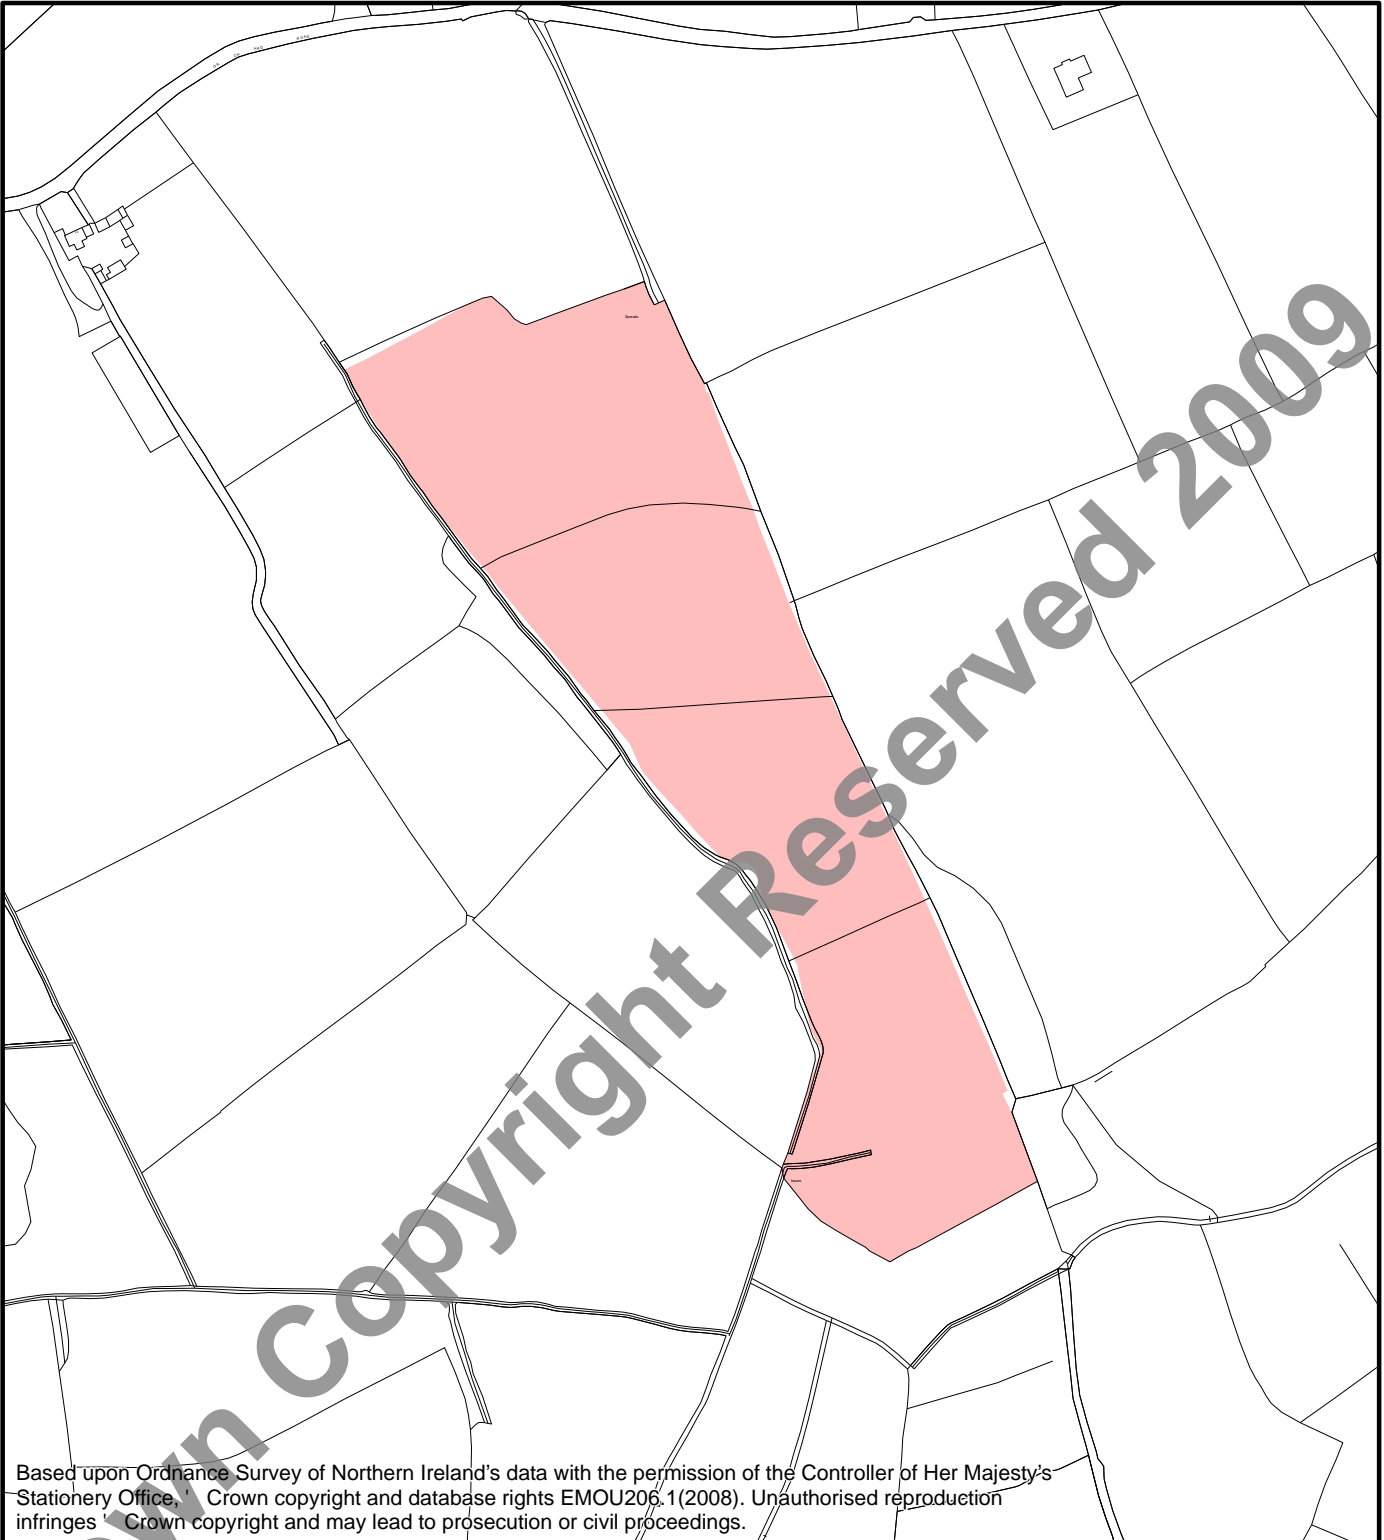 wn Copyright Reserved 2009
Based upon Ordnance Survey of Northern Ireland's data with the permission of the Controller of Her Majesty's
Stationery Office, ' Crown copyright and database rights EMOU206.1(2008). Unauthorised reproduction
infringes ' Crown copyright and may lead to prosecution or civil proceedings.